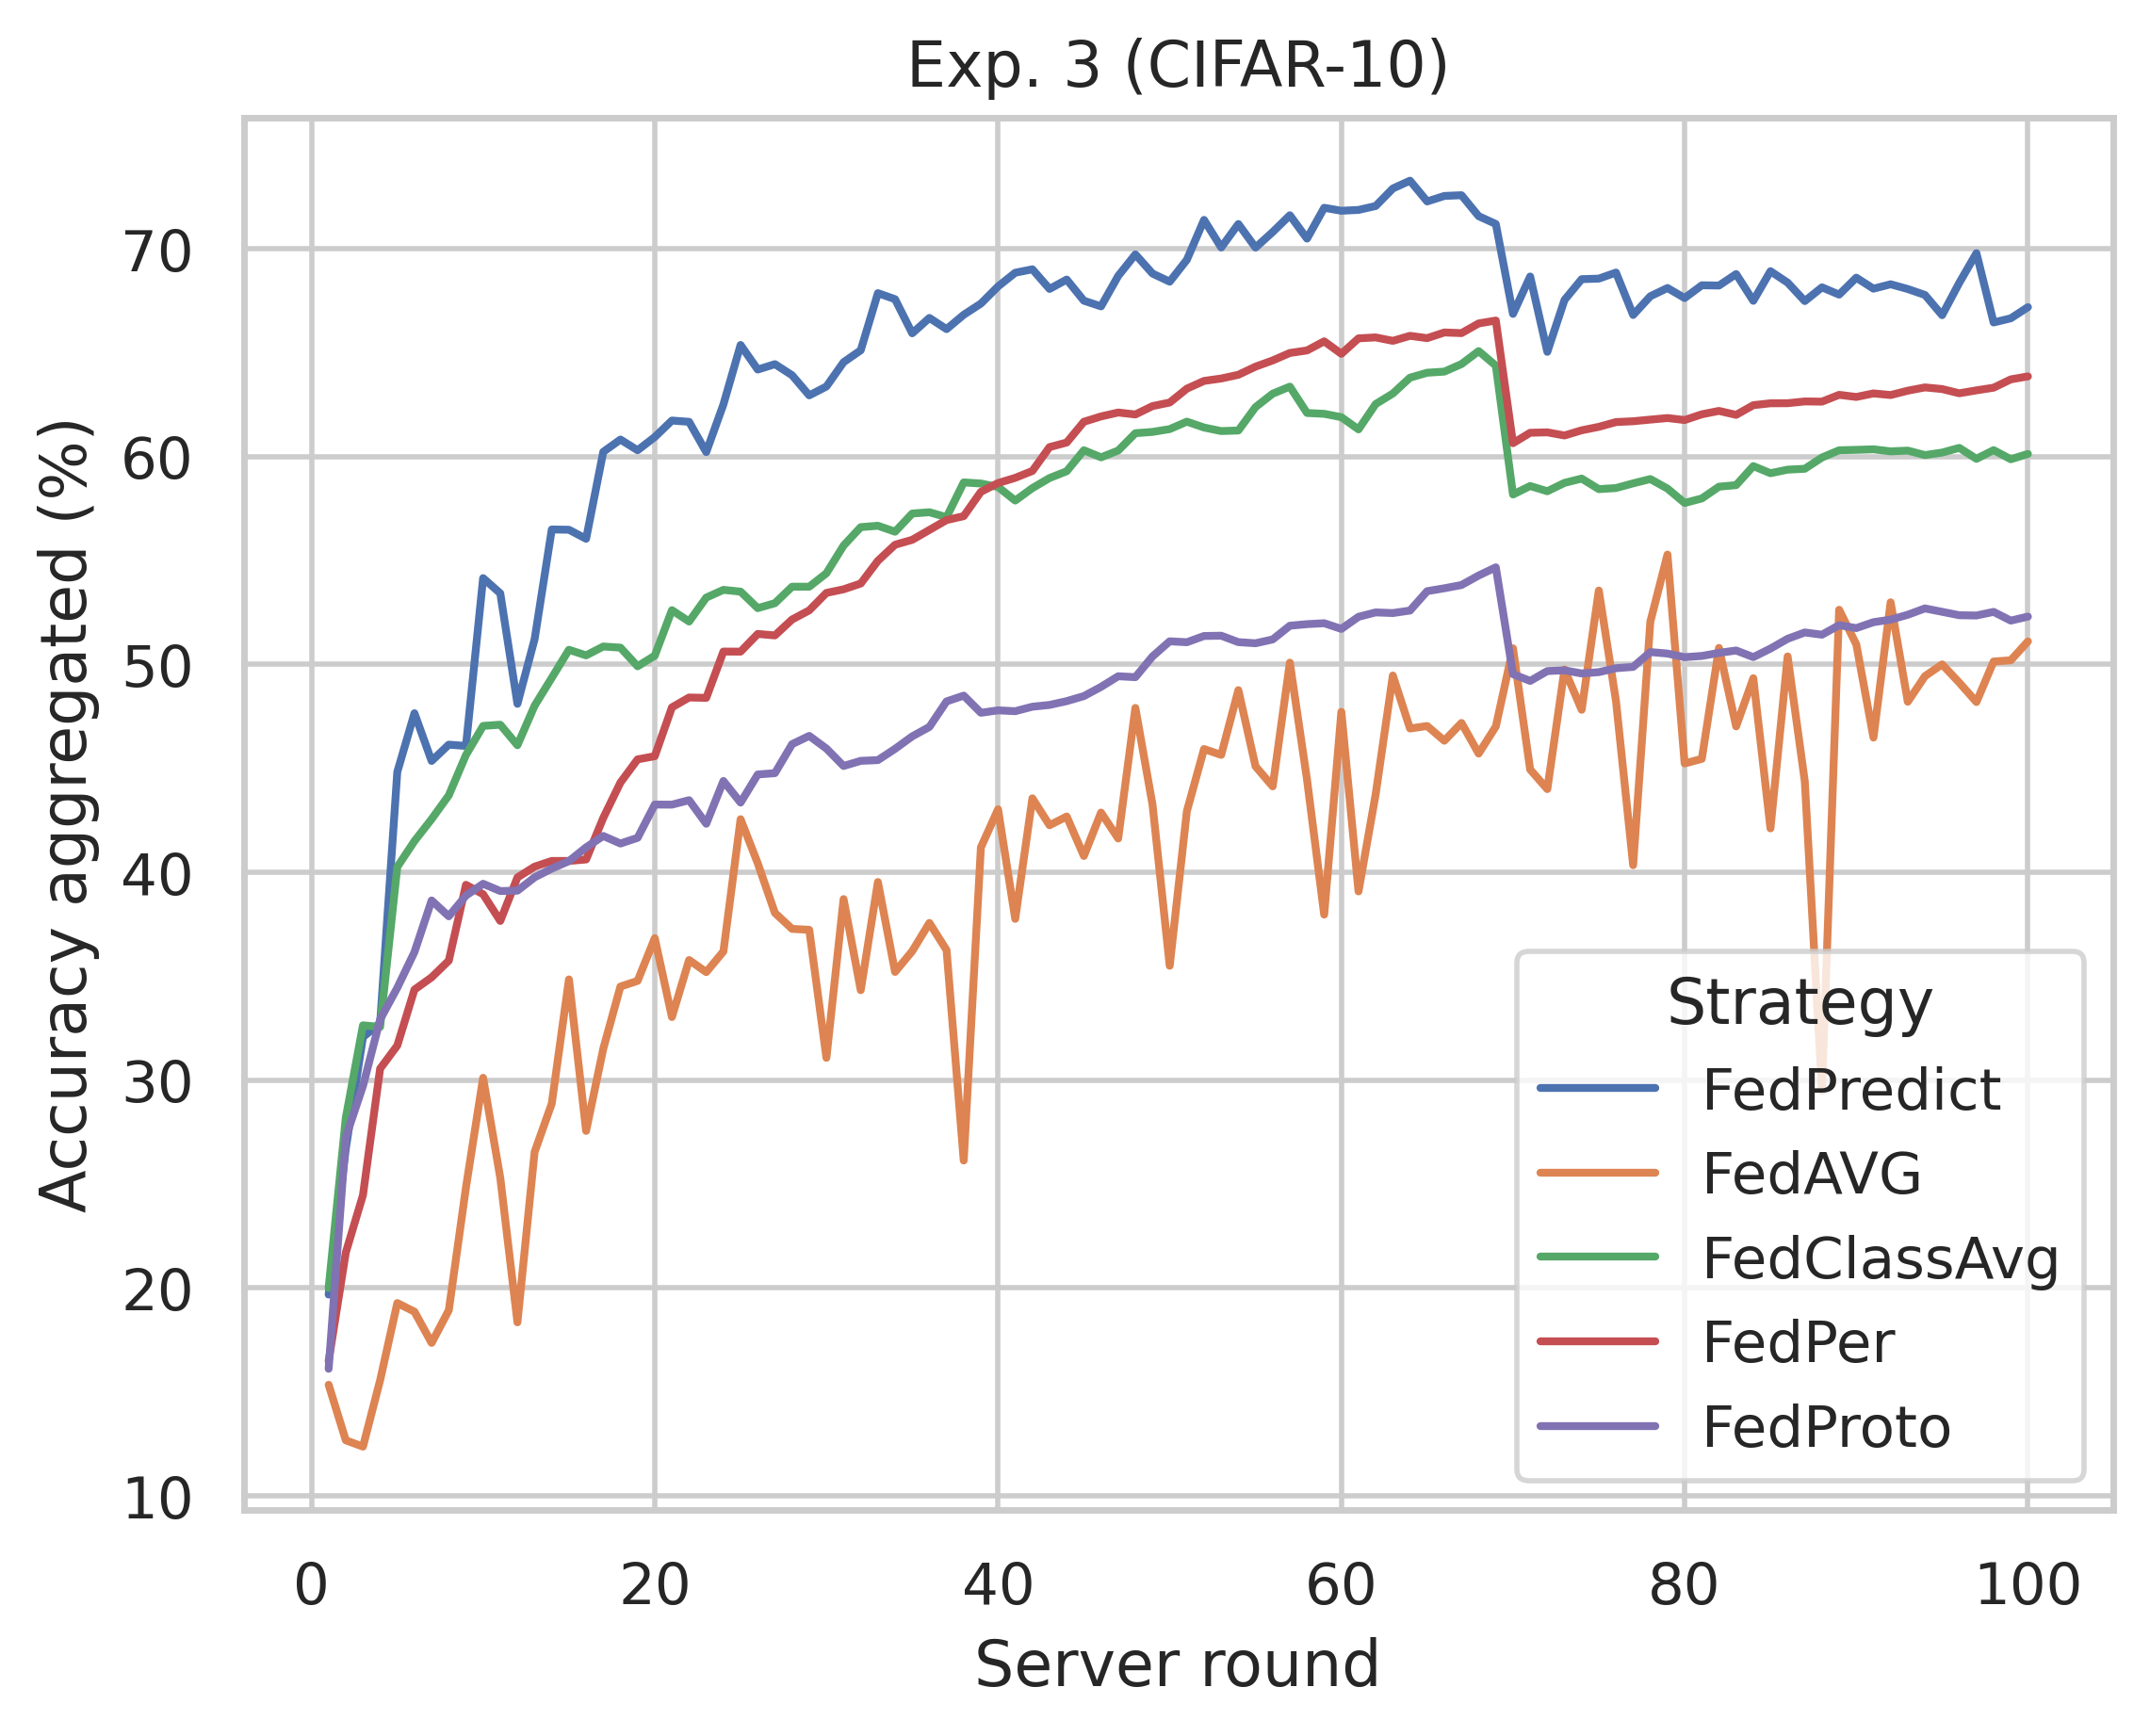 Exp. 3 (CIFAR-10)
Accuracy aggregated (%)
70
60
50
40
30
20
10
0 20 40 60 80 100
Server round
Strategy
FedPredict
FedAVG
FedClassAvg
FedPer
FedProto